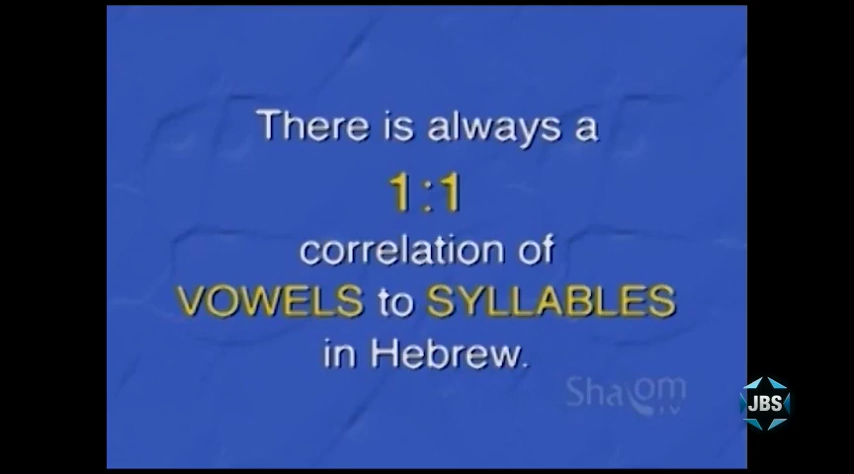 There is always a
1:1
correlation of
VOWELS to SYLLABLES
in Hebrew.
Shalom
TV
JBS